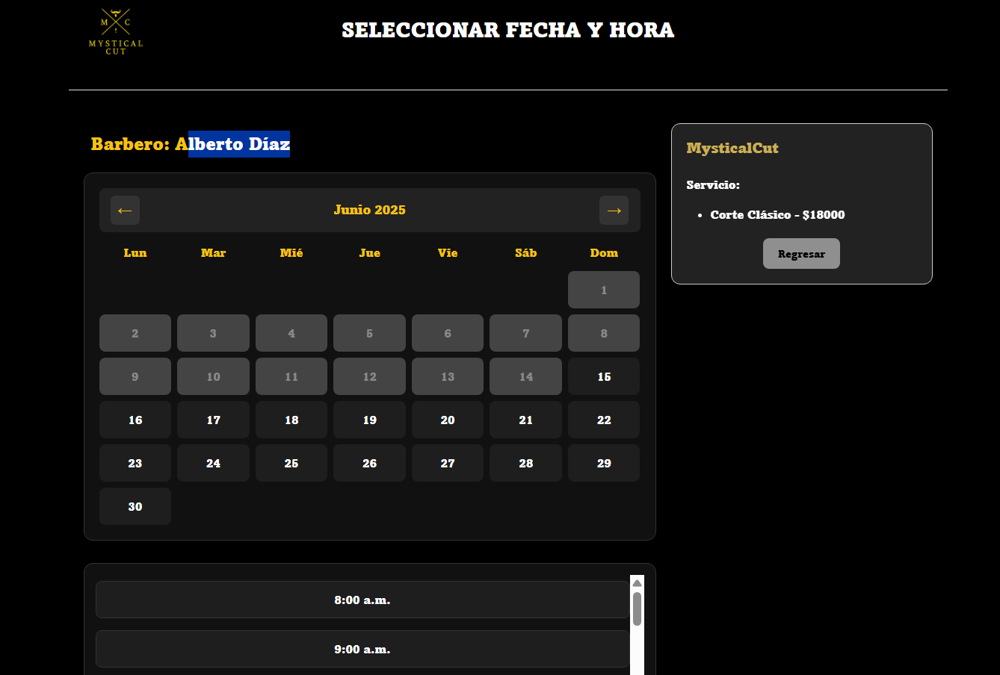 M C
MYSTICAL
CUT
SELECCIONAR FECHA Y HORA
Barbero: Alberto Díaz
← Junio 2025 →
Lun Mar Mié Jue Vie Sáb Dom
1
2 3 4 5 6 7 8
9 10 11 12 13 14 15
16 17 18 19 20 21 22
23 24 25 26 27 28 29
30
8:00 a.m.
9:00 a.m.
MysticalCut
Servicio:
• Corte Clásico - $18000
Regresar